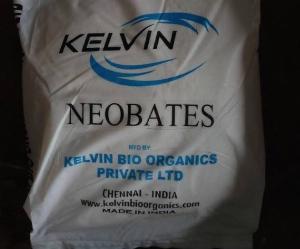 KELVIN
NEOBATES
MFD BY
KELVIN BIO ORGANICS
PRIVATE LTD
CHENNAI - INDIA
www.kelvinbioorganics.com
MADE IN INDIA